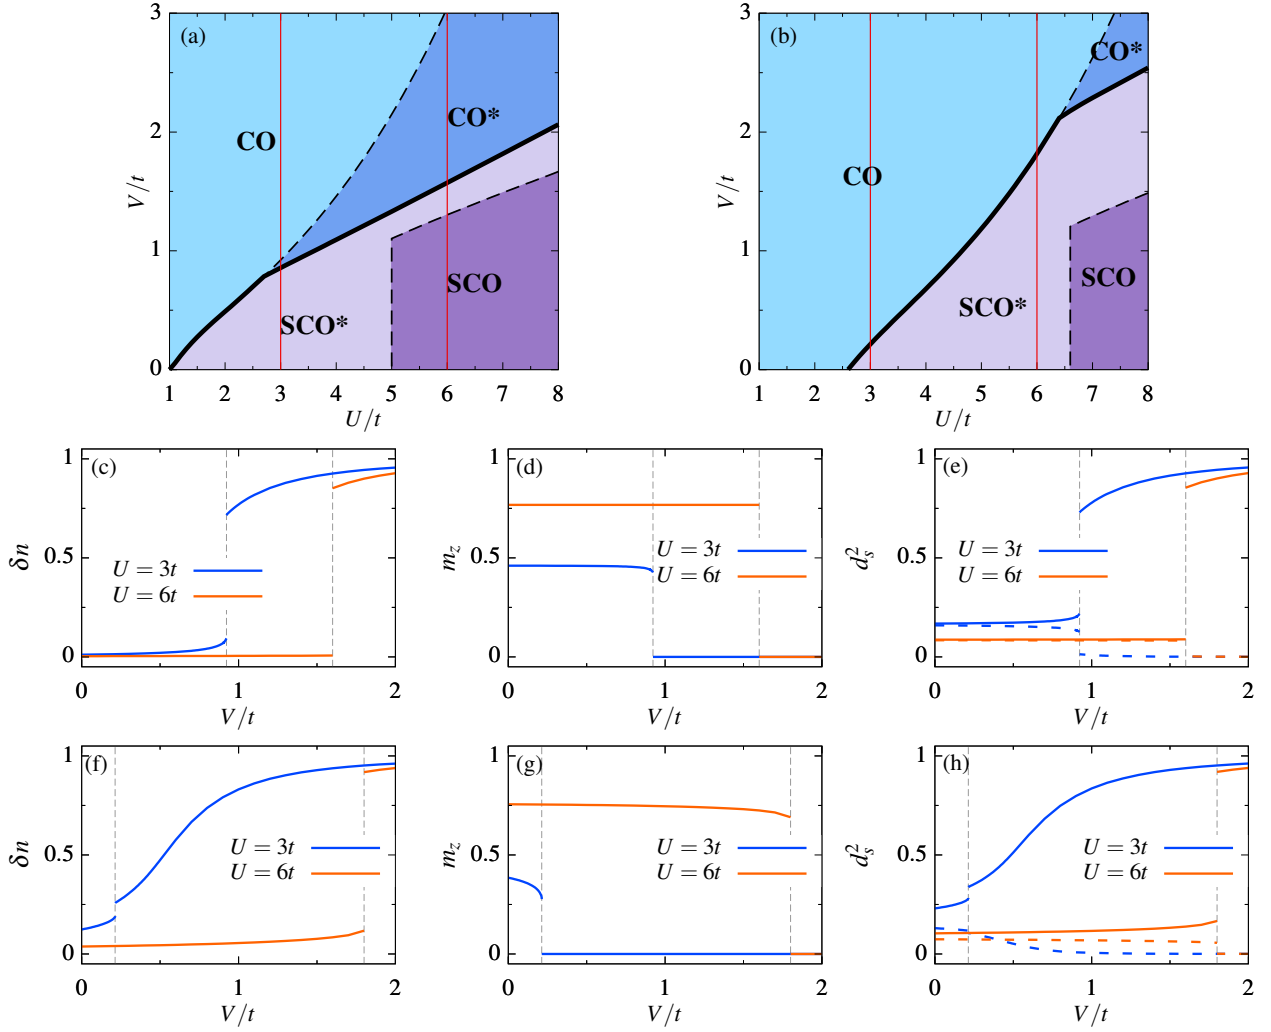 (a)
3
2
1
0
V/t
CO
CO*
SCO
SCO*
1 2 3 4 5 6 7 8
U/t
(b)
3
2
1
0
V/t
CO*
CO
SCO*
SCO
1 2 3 4 5 6 7 8
U/t
(c)
1
0.5
0
δn
U = 3t
U = 6t
0 1 2
V/t
(d)
1
0.5
0
m_z
U = 3t
U = 6t
0 1 2
V/t
(e)
1
0.5
0
d_s^2
U = 3t
U = 6t
0 1 2
V/t
(f)
1
0.5
0
δn
U = 3t
U = 6t
0 1 2
V/t
(g)
1
0.5
0
m_z
U = 3t
U = 6t
0 1 2
V/t
(h)
1
0.5
0
d_s^2
U = 3t
U = 6t
0 1 2
V/t